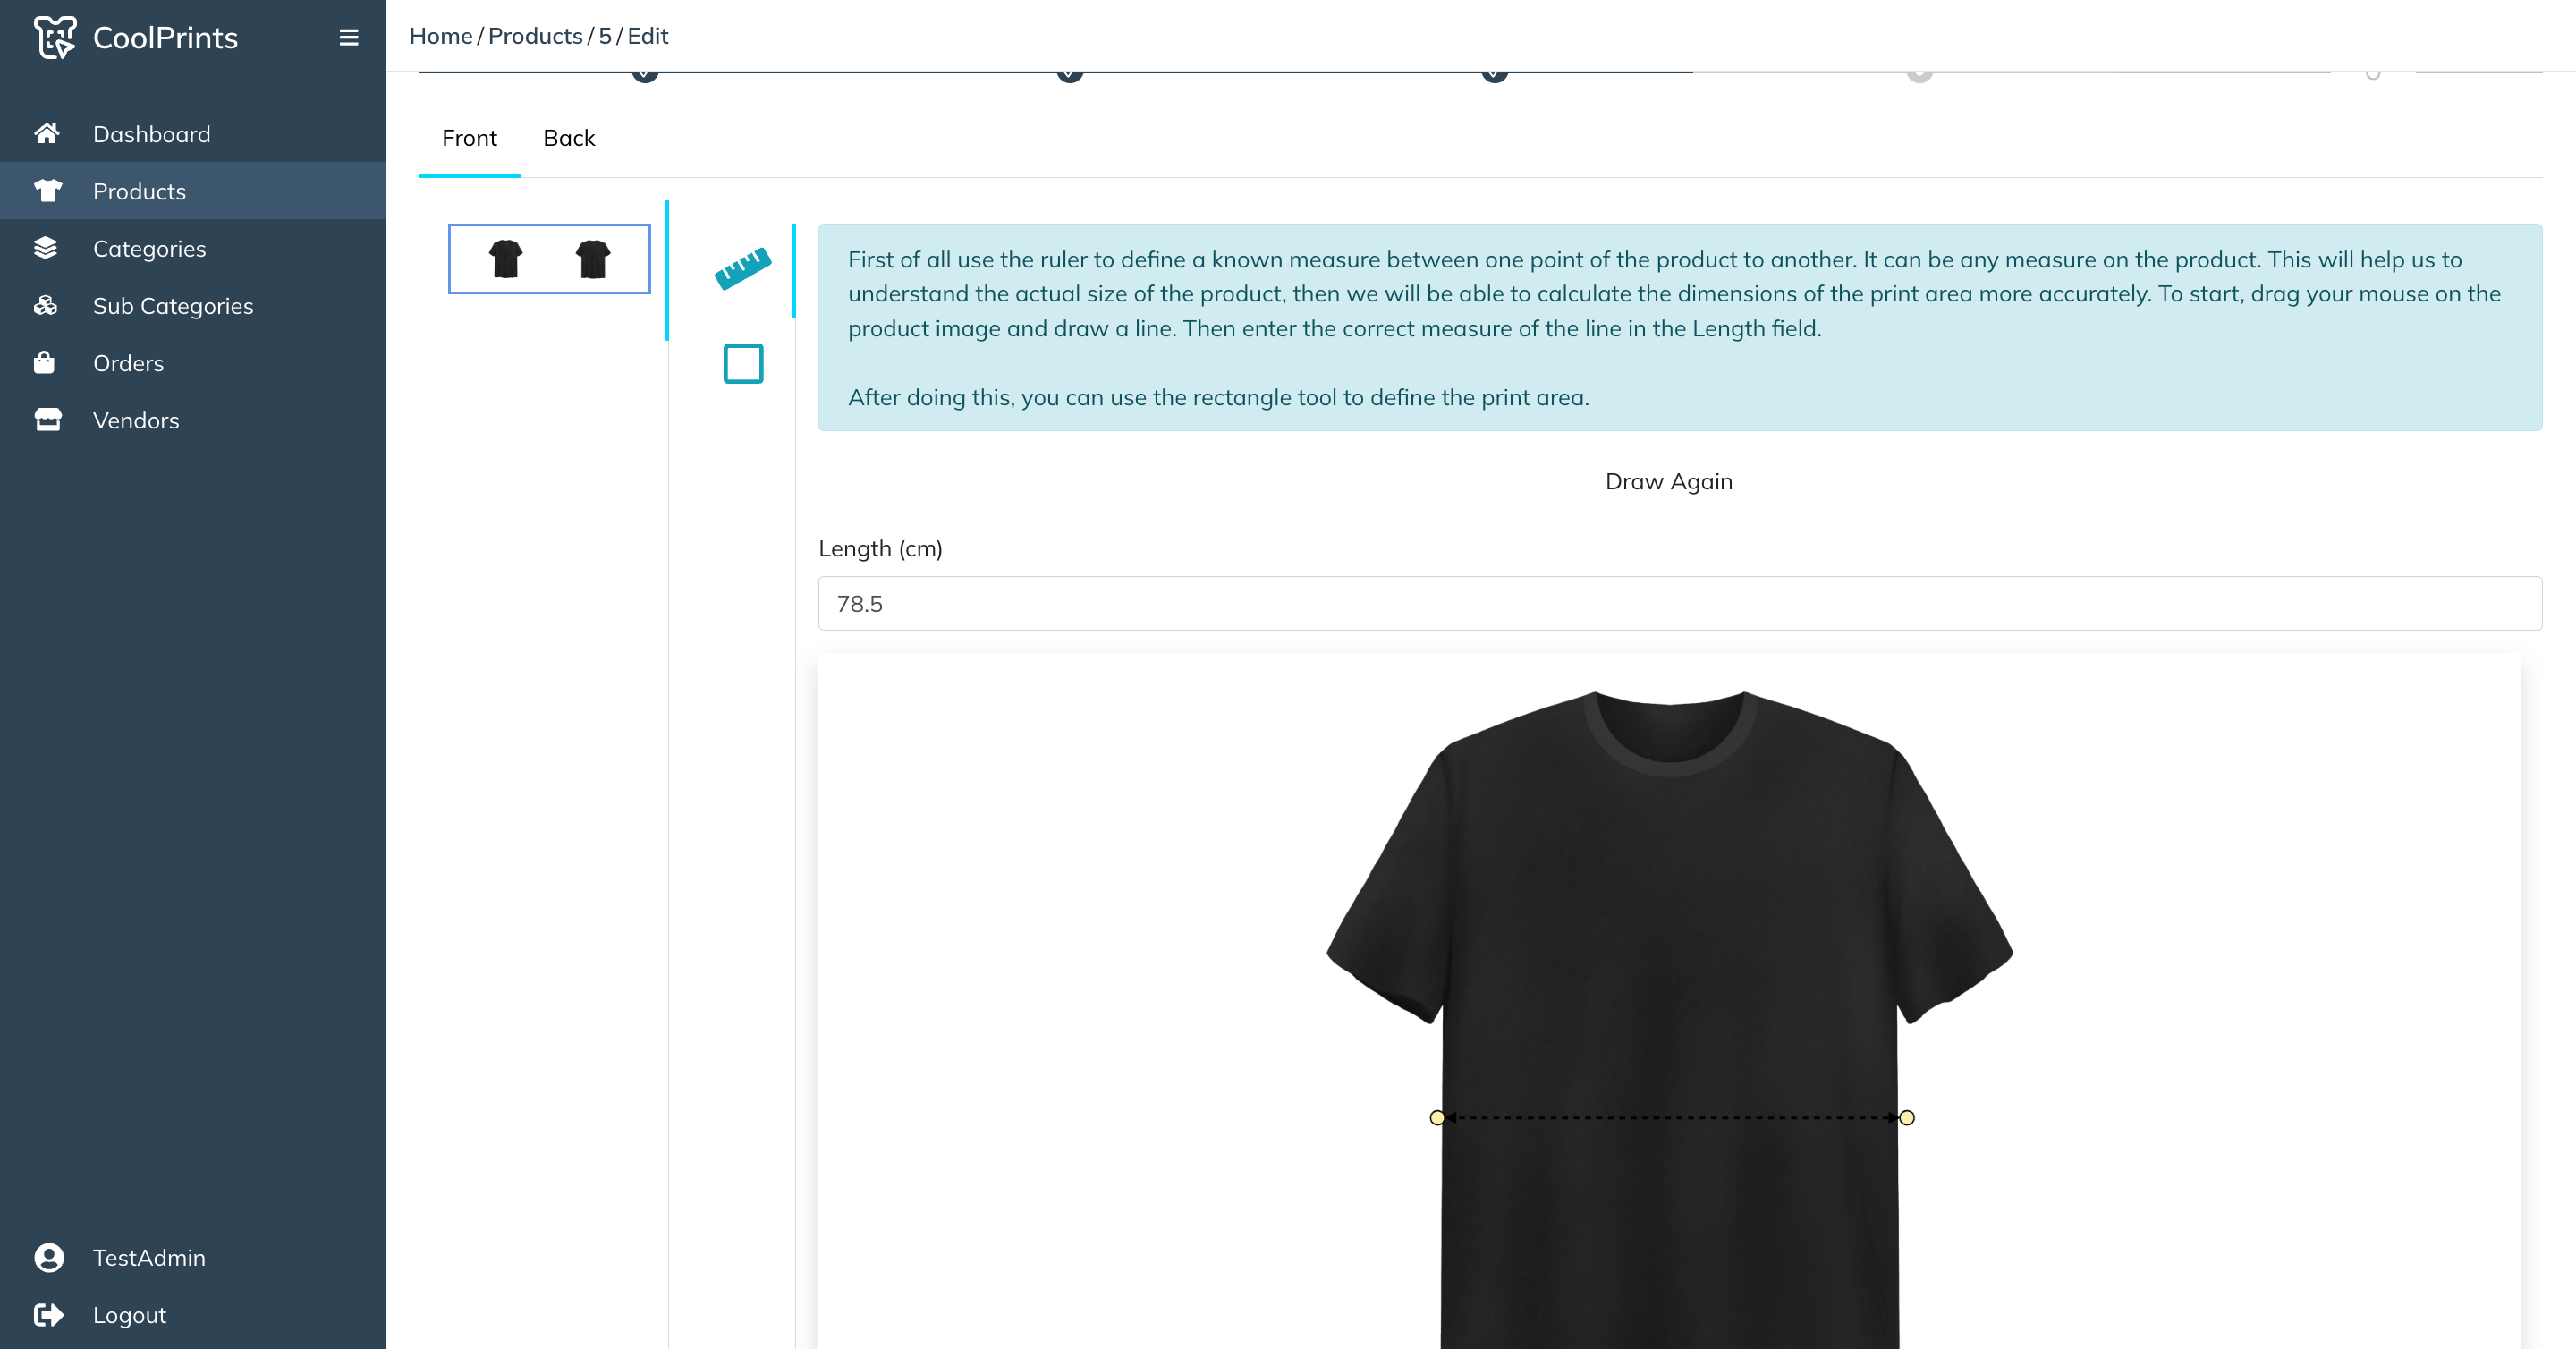 CoolPrints
Home / Products / 5 / Edit
Dashboard
Products
Categories
Sub Categories
Orders
Vendors
TestAdmin
Logout
Front Back
First of all use the ruler to define a known measure between one point of the product to another. It can be any measure on the product. This will help us to
understand the actual size of the product, then we will be able to calculate the dimensions of the print area more accurately. To start, drag your mouse on the
product image and draw a line. Then enter the correct measure of the line in the Length field.
After doing this, you can use the rectangle tool to define the print area.
Draw Again
Length (cm)
78.5